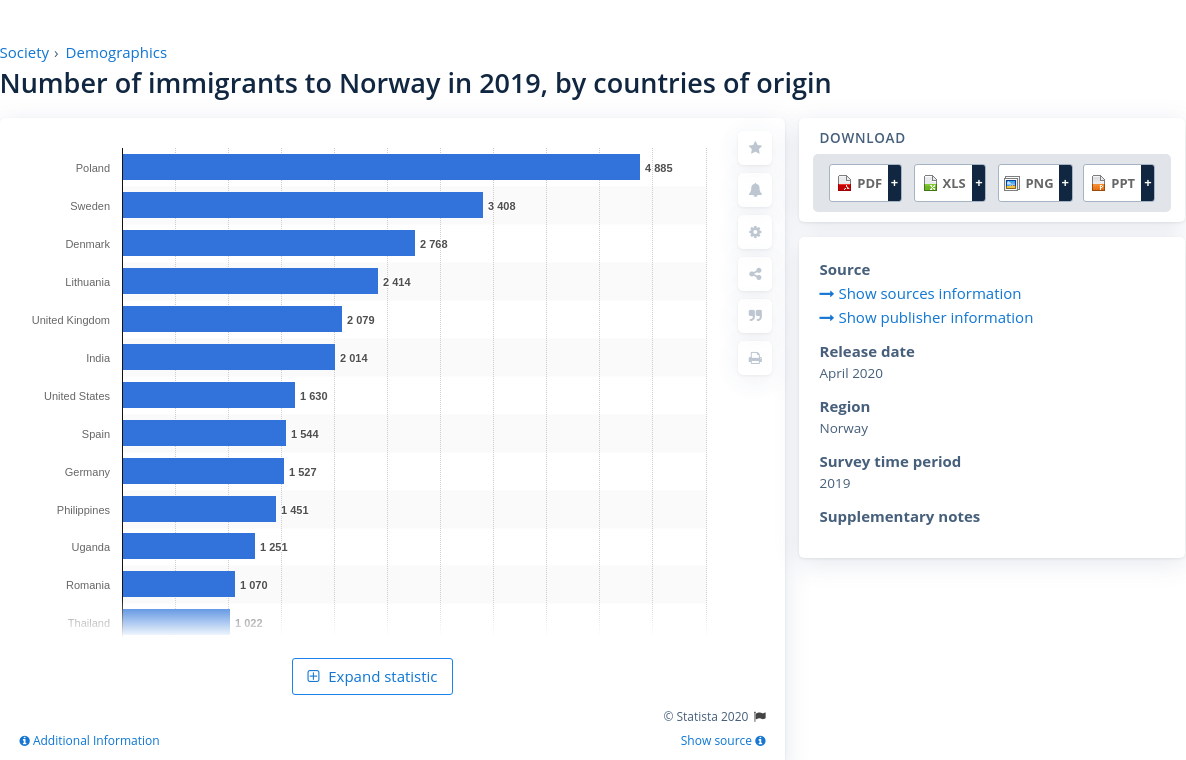 Society › Demographics
Number of immigrants to Norway in 2019, by countries of origin
Poland 4 885
Sweden 3 408
Denmark 2 768
Lithuania 2 414
United Kingdom 2 079
India 2 014
United States 1 630
Spain 1 544
Germany 1 527
Philippines 1 451
Uganda 1 251
Romania 1 070
Thailand 1 022
Expand statistic
© Statista 2020
Additional Information
Show source
DOWNLOAD
PDF + XLS + PNG + PPT +
Source
Show sources information
Show publisher information
Release date
April 2020
Region
Norway
Survey time period
2019
Supplementary notes